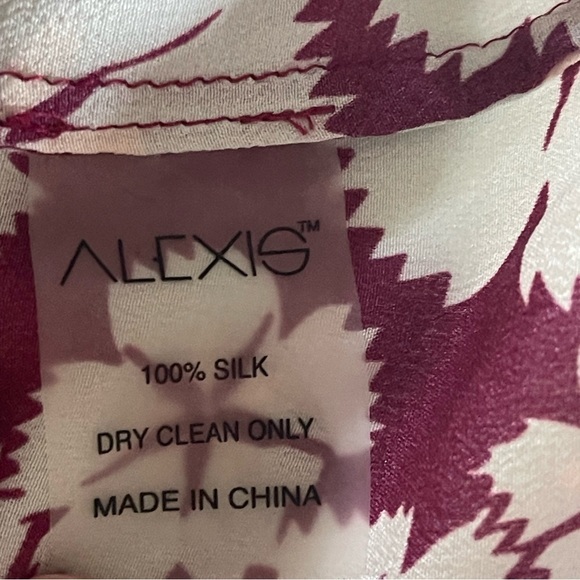 ALEXIS™
100% SILK
DRY CLEAN ONLY
MADE IN CHINA